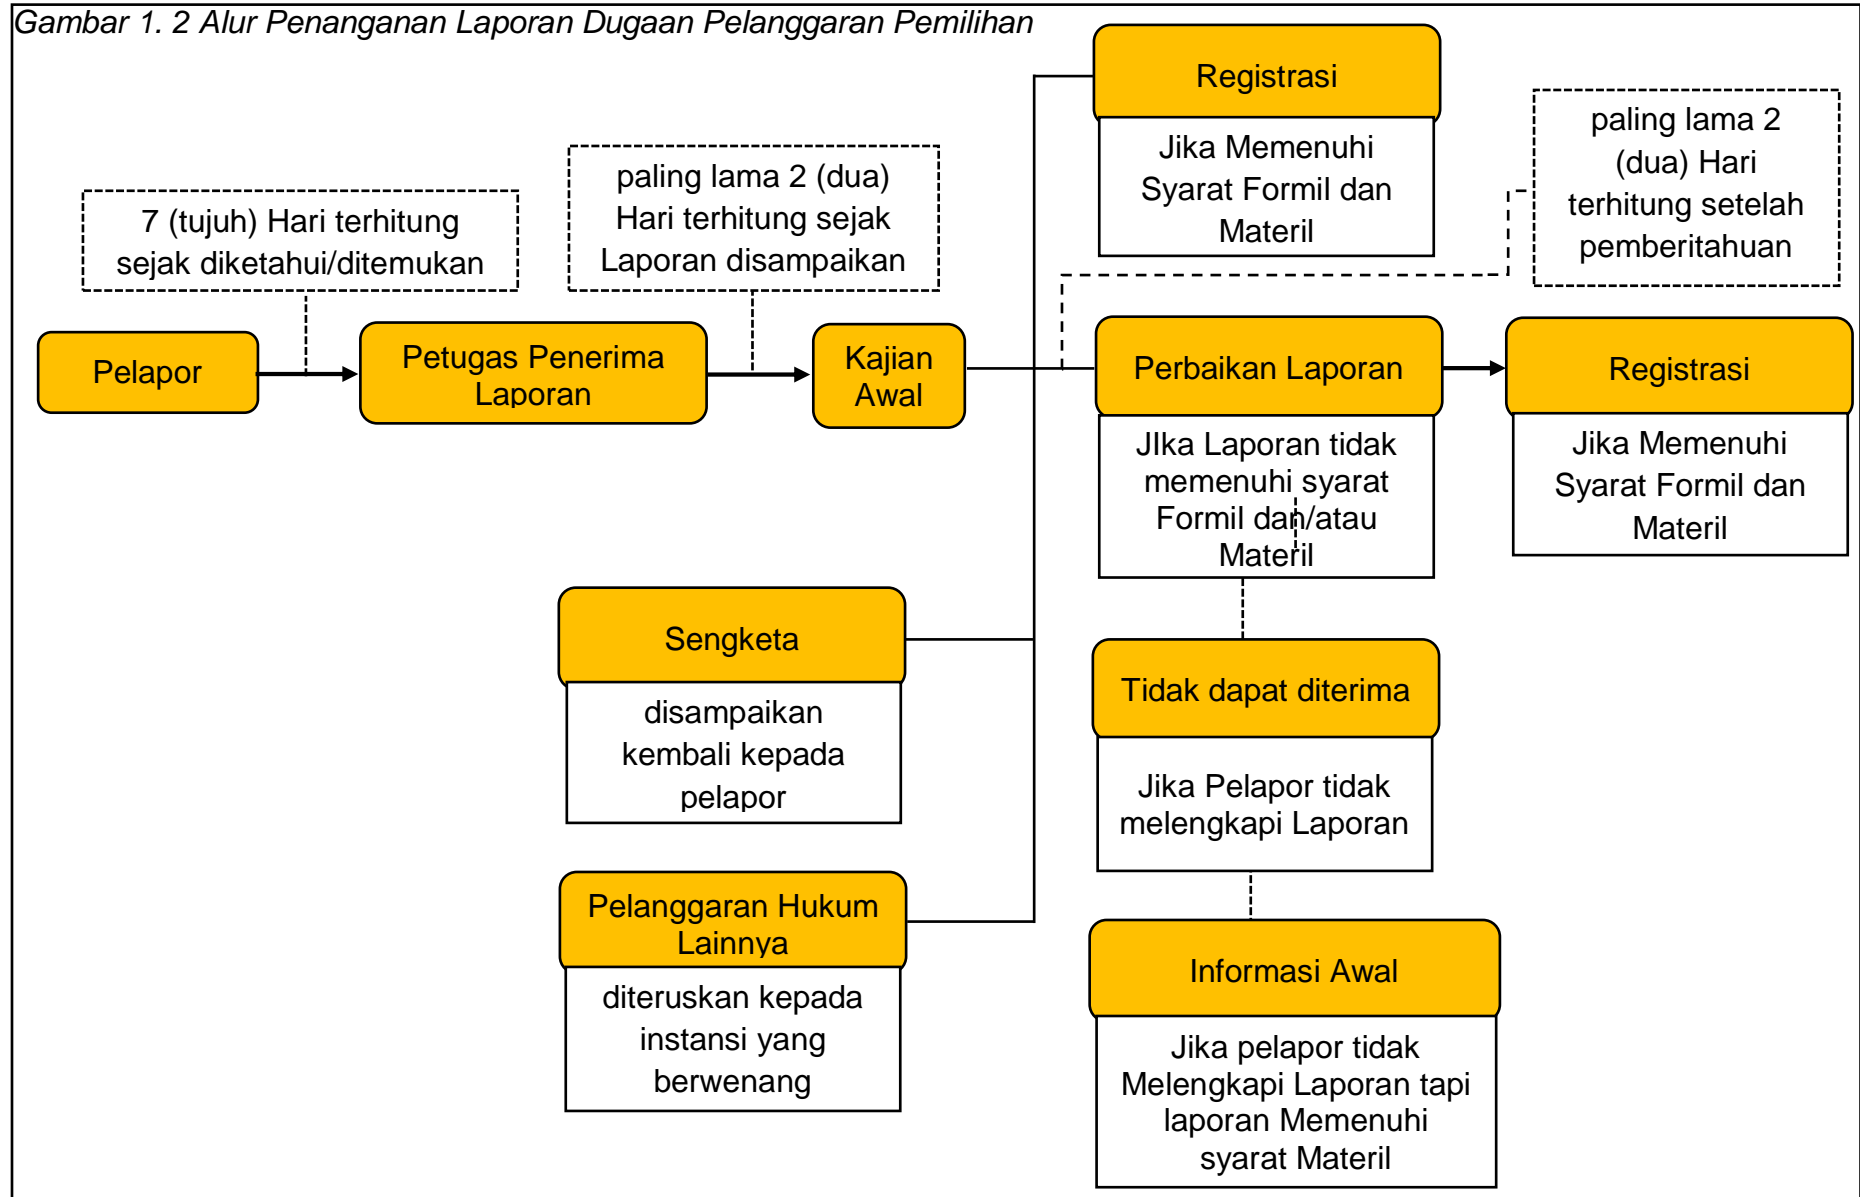 Gambar 1. 2 Alur Penanganan Laporan Dugaan Pelanggaran Pemilihan
7 (tujuh) Hari terhitung
sejak diketahui/ditemukan
paling lama 2 (dua)
Hari terhitung sejak
Laporan disampaikan
Registrasi
Jika Memenuhi
Syarat Formil dan
Materil
paling lama 2
(dua) Hari
terhitung setelah
pemberitahuan
Pelapor
Petugas Penerima
Laporan
Kajian
Awal
Perbaikan Laporan
JIka Laporan tidak
memenuhi syarat
Formil dan/atau
Materil
Registrasi
Jika Memenuhi
Syarat Formil dan
Materil
Sengketa
disampaikan
kembali kepada
pelapor
Tidak dapat diterima
Jika Pelapor tidak
melengkapi Laporan
Pelanggaran Hukum
Lainnya
diteruskan kepada
instansi yang
berwenang
Informasi Awal
Jika pelapor tidak
Melengkapi Laporan tapi
laporan Memenuhi
syarat Materil